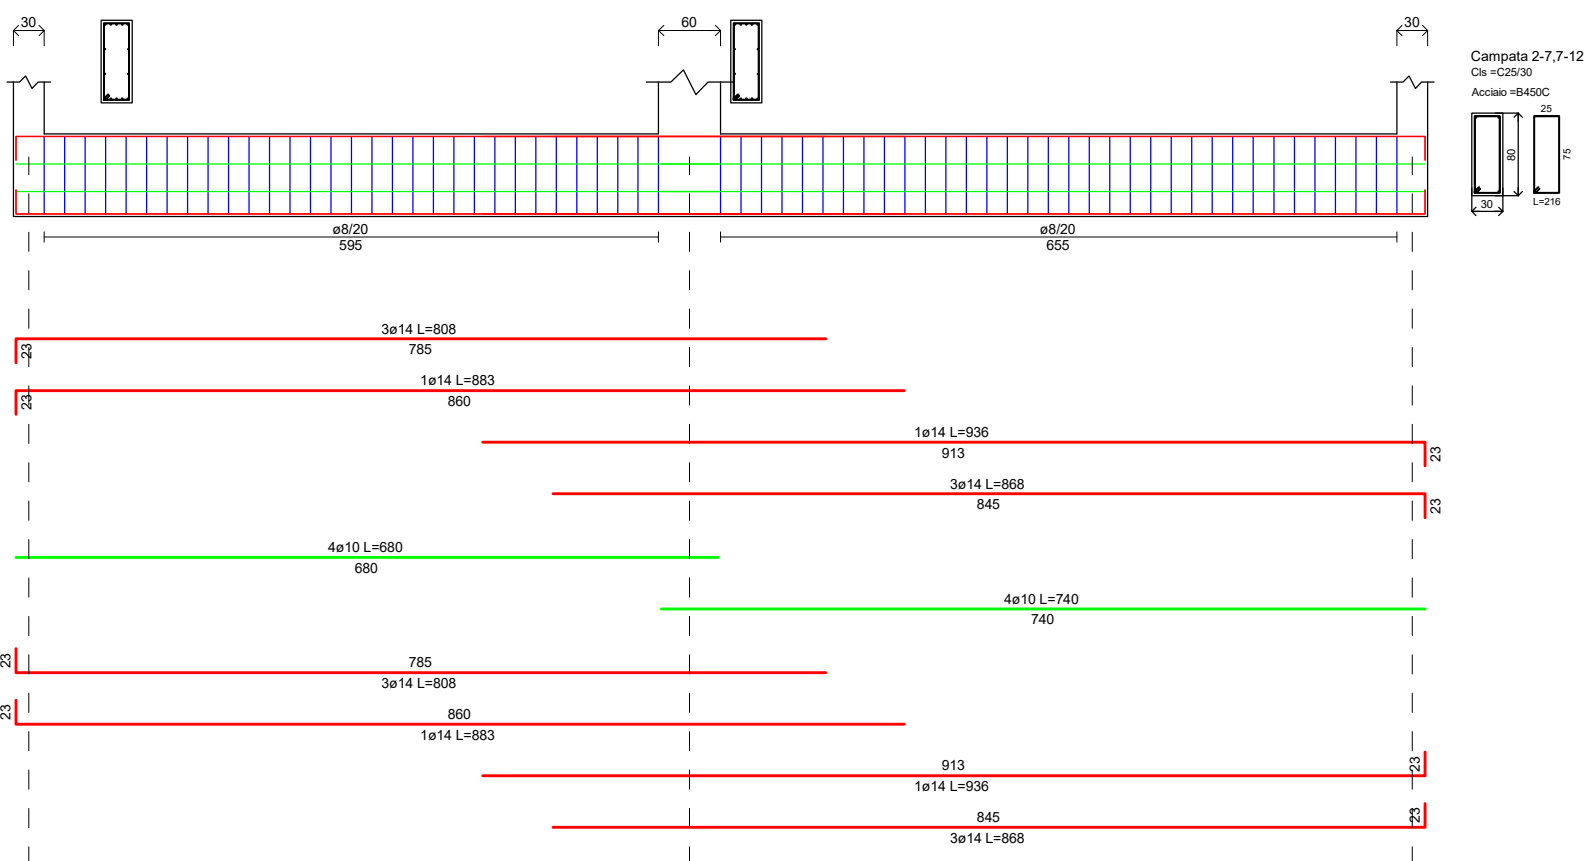 30
60
30
Campata 2-7,7-12
Cls =C25/30
Acciaio =B450C
25
80
75
30
L=216
ø8/20
595
ø8/20
655
3ø14 L=808
23
785
1ø14 L=883
23
860
1ø14 L=936
913
23
3ø14 L=868
845
23
4ø10 L=680
680
4ø10 L=740
740
23
785
3ø14 L=808
23
860
1ø14 L=883
913
23
1ø14 L=936
845
23
3ø14 L=868